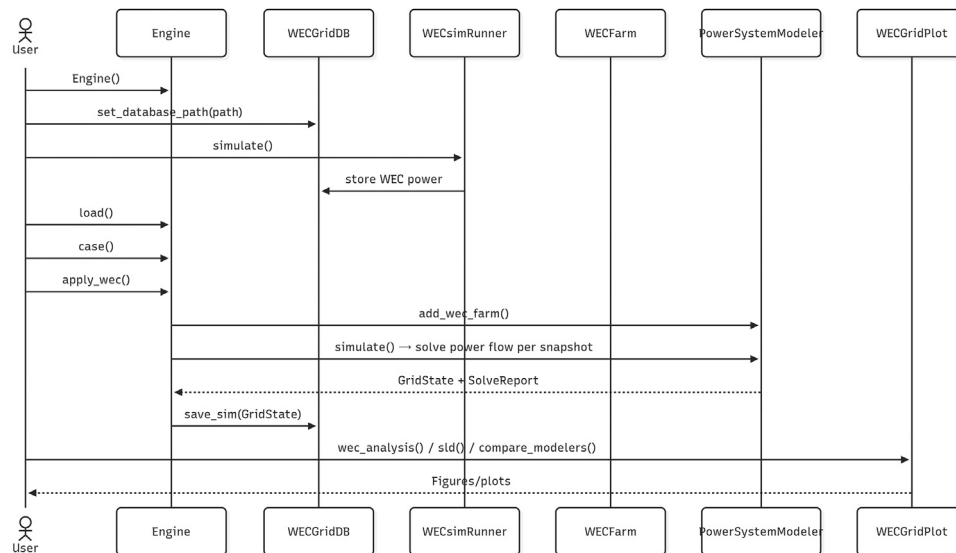 User
Engine
WECGridDB
WECsimRunner
WECFarm
PowerSystemModeler
WECGridPlot
Engine()
set_database_path(path)
simulate()
store WEC power
load()
case()
apply_wec()
add_wec_farm()
simulate() → solve power flow per snapshot
GridState + SolveReport
save_sim(GridState)
wec_analysis() / sld() / compare_modelers()
Figures/plots
User
Engine
WECGridDB
WECsimRunner
WECFarm
PowerSystemModeler
WECGridPlot